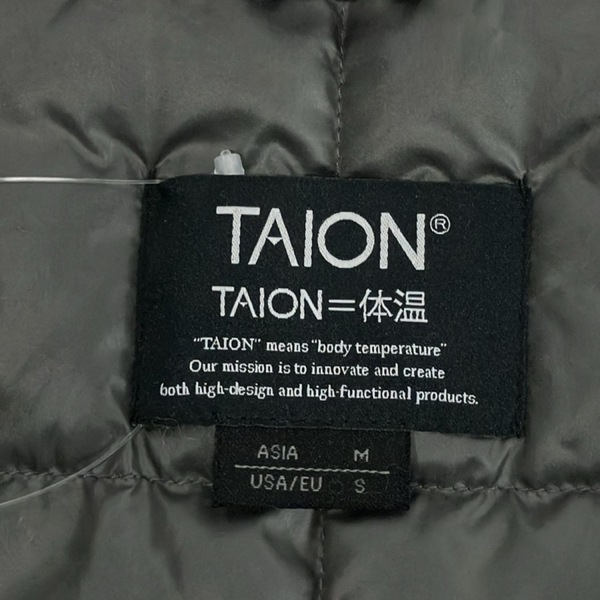 TAION®
TAION=体温
"TAION" means "body temperature"
Our mission is to innovate and create
both high-design and high-functional products.
ASIA M
USA/EU S